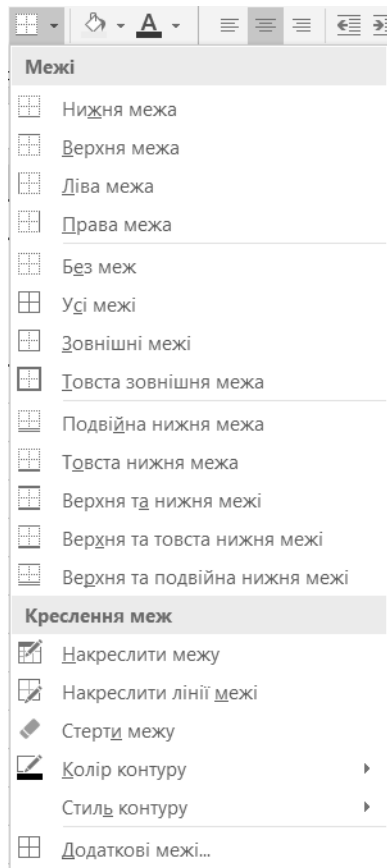 А
Межі
Нижня межа
Верхня межа
Ліва межа
Права межа
Без меж
Усі межі
Зовнішні межі
Товста зовнішня межа
Подвійна нижня межа
Товста нижня межа
Верхня та нижня межі
Верхня та товста нижня межі
Верхня та подвійна нижня межі
Креслення меж
Накреслити межу
Накреслити лінії межі
Стерти межу
Колір контуру
Стиль контуру
Додаткові межі...